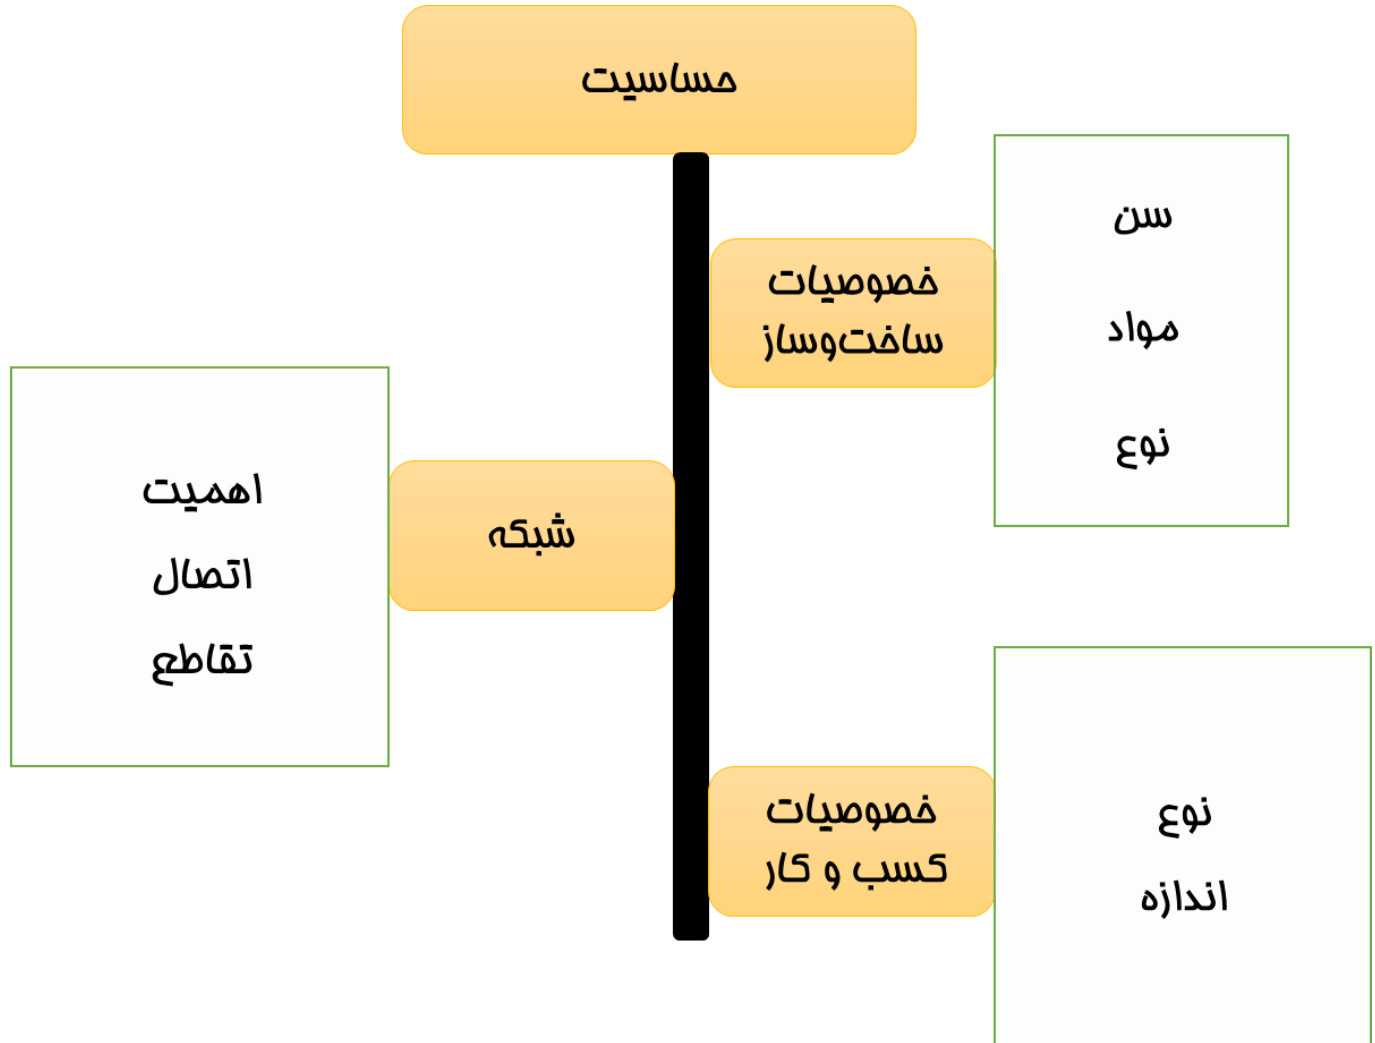 حساسیت
خصوصیات
ساخت‌وساز
سن
مواد
نوع
شبکه
اهمیت
اتصال
تقاطع
خصوصیات
کسب و کار
نوع
اندازه